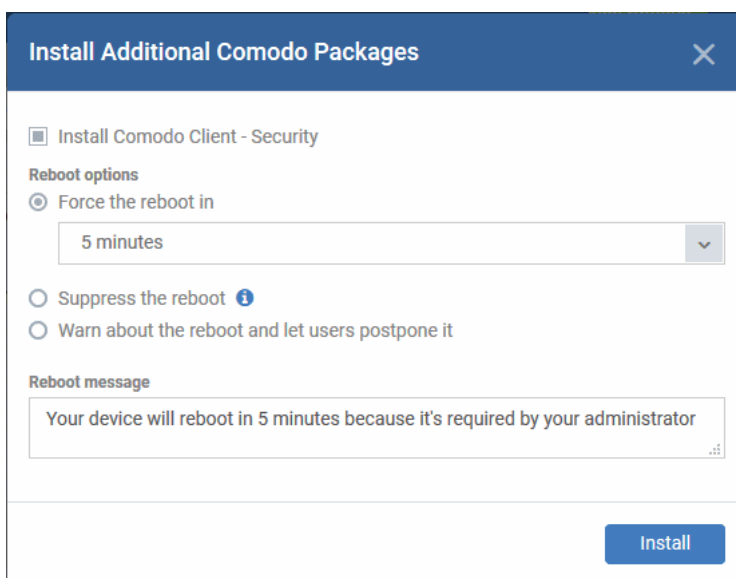 Install Additional Comodo Packages
Install Comodo Client - Security
Reboot options
Force the reboot in
5 minutes
Suppress the reboot
Warn about the reboot and let users postpone it
Reboot message
Your device will reboot in 5 minutes because it's required by your administrator
Install